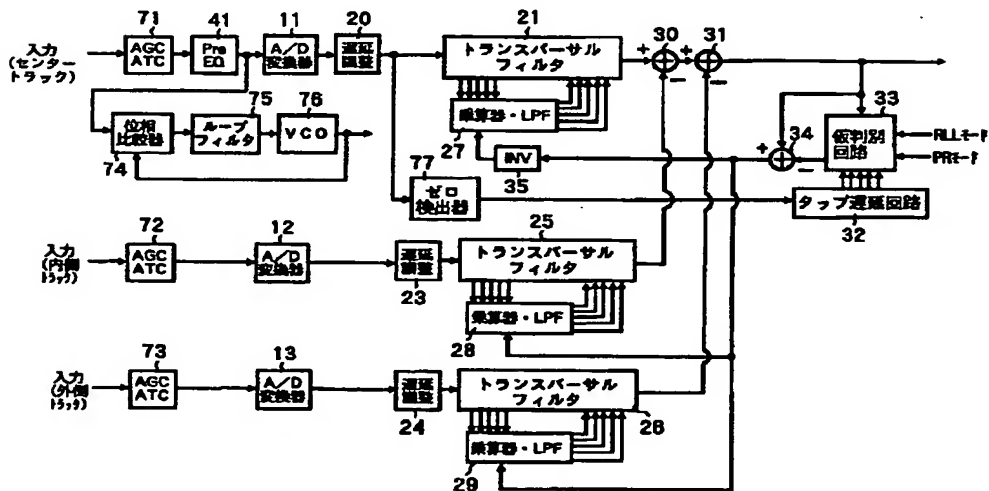 71
入力
(センター
トラック)
AGC
ATC
41
Pre
EQ
11
A/D
変換器
20
遅延
調整
21
トランスバーサル
フィルタ
乗算器・LPF
27
30
+
−
31
+
−
75
76
位相
比較器
74
ループ
フィルタ
VCO
77
ゼロ
検出器
INV
35
34
+
−
33
仮判別
回路
RLLモード
PRモード
タップ遅延回路
32
72
入力
(内側
トラック)
AGC
ATC
12
A/D
変換器
遅延
調整
23
25
トランスバーサル
フィルタ
乗算器・LPF
28
73
入力
(外側
トラック)
AGC
ATC
13
A/D
変換器
遅延
調整
24
トランスバーサル
フィルタ
26
乗算器・LPF
29